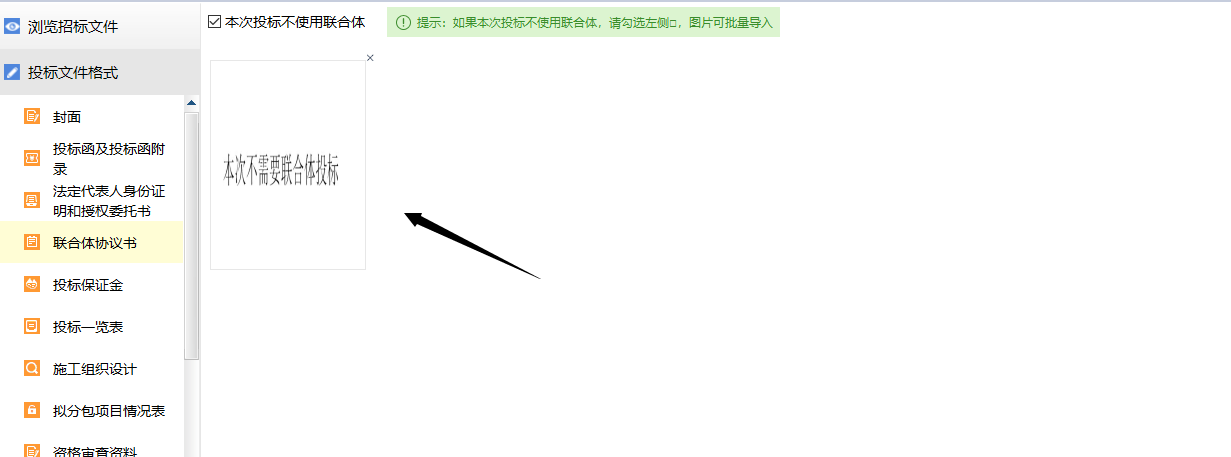 浏览招标文件
投标文件格式
封面
投标函及投标函附
录
法定代表人身份证
明和授权委托书
联合体协议书
投标保证金
投标一览表
施工组织设计
拟分包项目情况表
资格审查资料
本次投标不使用联合体
提示：如果本次投标不使用联合体，请勾选左侧□，图片可批量导入
本次不需要联合体投标